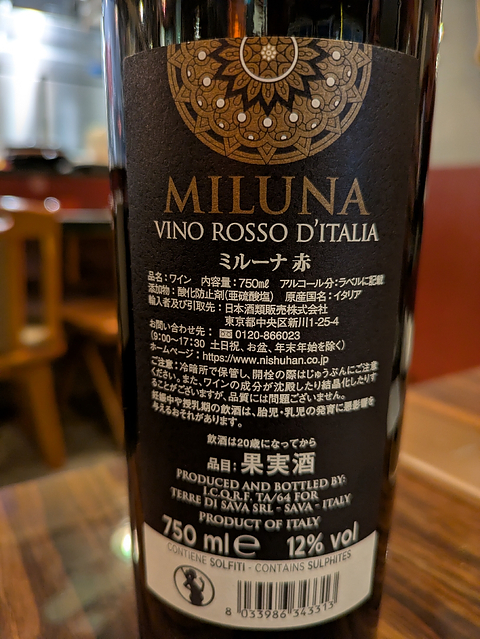 MILUNA
VINO ROSSO D'ITALIA
ミルーナ 赤
品名：ワイン 内容量：750mℓ アルコール分：ラベルに記載
添加物：酸化防止剤(亜硫酸塩) 原産国名：イタリア
輸入者及び引取先：日本酒類販売株式会社
東京都中央区新川1-25-4
お問い合わせ先： 0120-866023
(9:00〜17:30 土日祝、お盆、年末年始を除く)
ホームページ：https://www.nishuhan.co.jp
ご注意：冷暗所で保管し、開栓の際はじゅうぶんにご注意
ください。また、ワインの成分が沈殿したり結晶化したりす
ることがございますが、品質には問題ございません。
妊娠中や授乳期の飲酒は、胎児・乳児の発育に悪影響を
与えるおそれがあります。
飲酒は20歳になってから
品目：果実酒
PRODUCED AND BOTTLED BY:
I.C.Q.R.F. TA/64 FOR
TERRE DI SAVA SRL - SAVA - ITALY
PRODUCT OF ITALY
750 ml e 12% vol
CONTIENE SOLFITI · CONTAINS SULPHITES
8 033986 343313